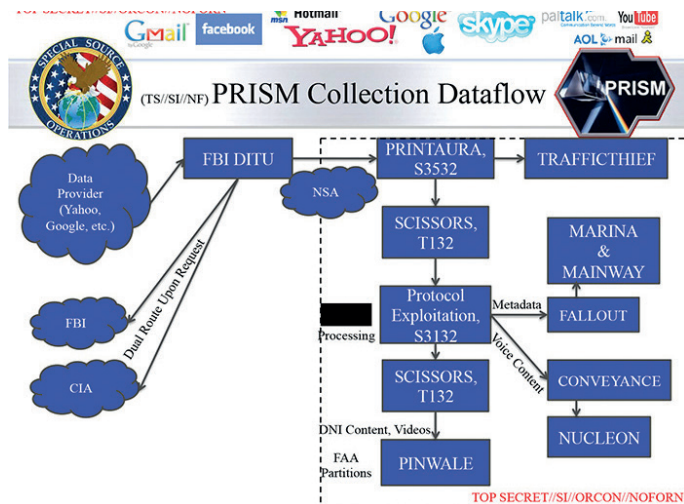 TOP SECRET//SI//ORCON//NOFORN
msn Hotmail Google paltalk.com YouTube
Gmail facebook YAHOO! skype AOL mail
by Google
SPECIAL SOURCE
OPERATIONS
(TS//SI//NF) PRISM Collection Dataflow
PRISM
Data
Provider
(Yahoo,
Google, etc.)
FBI DITU
NSA
PRINTAURA,
S3532
TRAFFICTHIEF
SCISSORS,
T132
MARINA
&
MAINWAY
Dual Route Upon Request
FBI
CIA
Processing
Protocol
Exploitation,
S3132
Metadata
FALLOUT
Voice Content
SCISSORS,
T132
CONVEYANCE
NUCLEON
DNI Content, Videos
FAA
Partitions
PINWALE
TOP SECRET//SI//ORCON//NOFORN